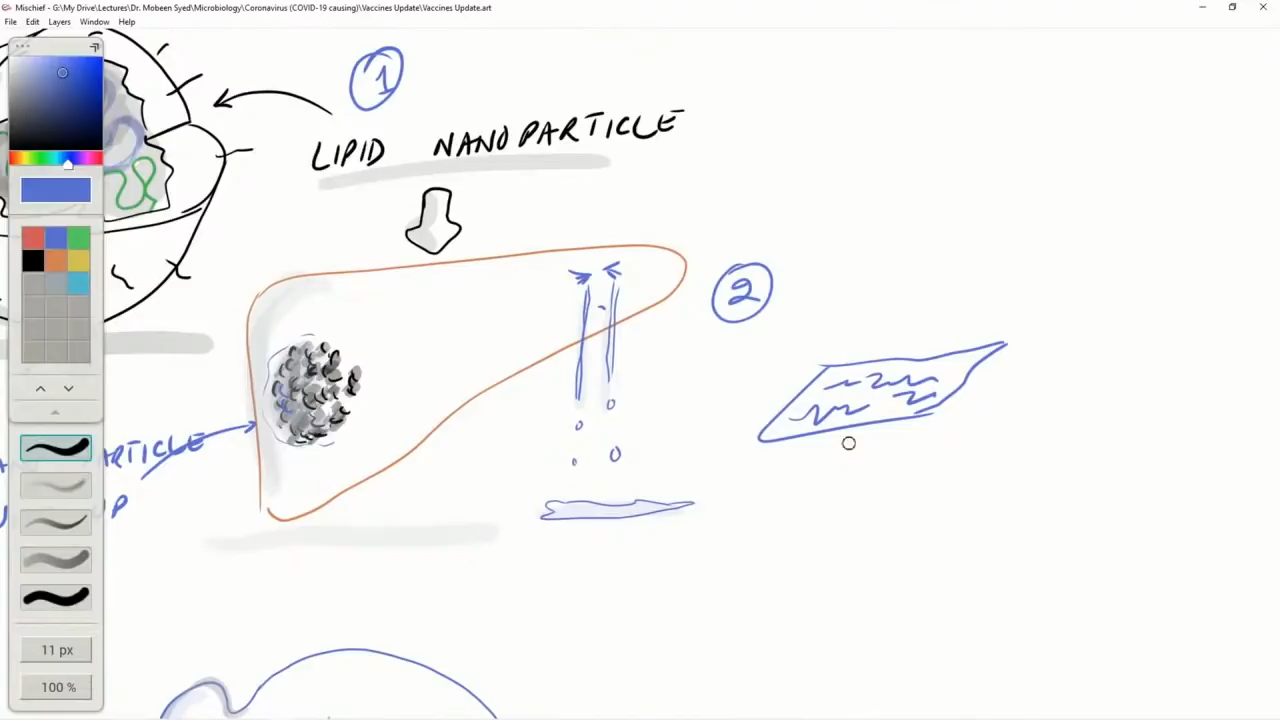 Mischief - G:\My Drive\Lectures\Dr. Mobeen Syed\Microbiology\Coronavirus (COVID-19 causing)\Vaccines Update\Vaccines Update.art
File Edit Layers Window Help
1
LIPID NANOPARTICLE
2
ARTICLE
P
11 px
100 %